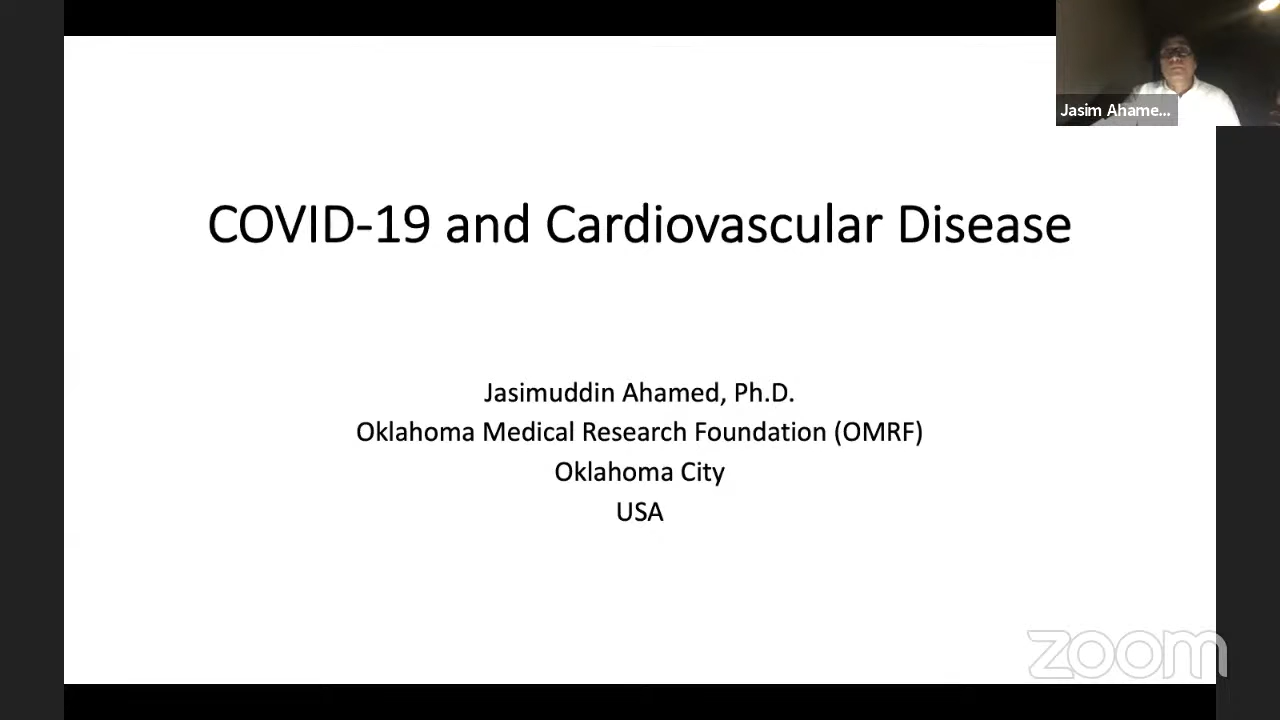 Jasim Ahame...
COVID-19 and Cardiovascular Disease
Jasimuddin Ahamed, Ph.D.
Oklahoma Medical Research Foundation (OMRF)
Oklahoma City
USA
zoom